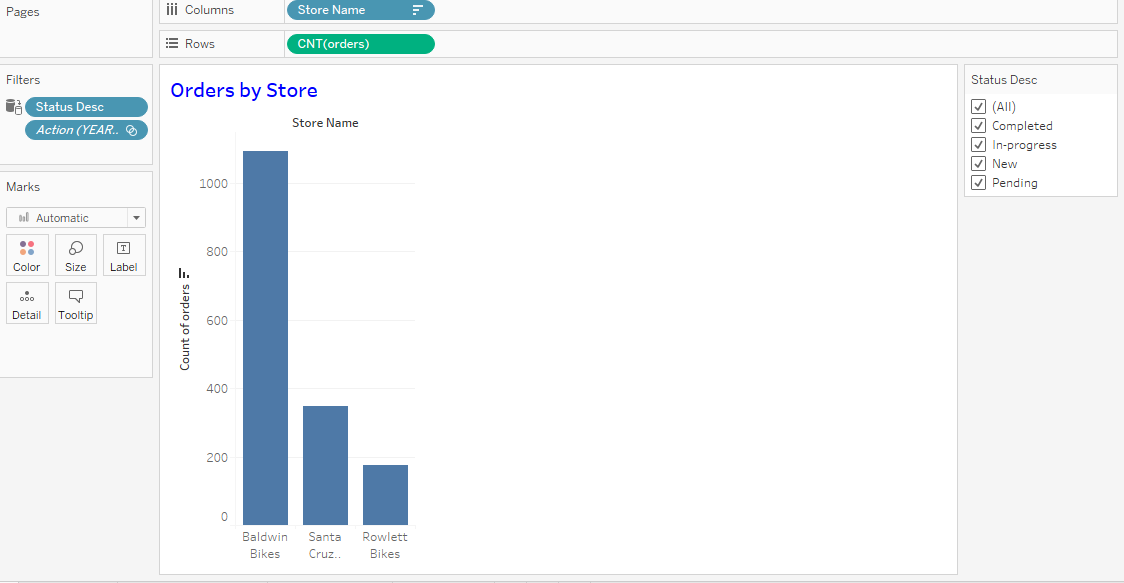 Pages
Columns
Store Name
Rows
CNT(orders)
Filters
Status Desc
Action (YEAR..
Marks
Automatic
Color
Size
Label
Detail
Tooltip
Orders by Store
Store Name
Count of orders
1000
800
600
400
200
0
Baldwin
Bikes
Santa
Cruz..
Rowlett
Bikes
Status Desc
(All)
Completed
In-progress
New
Pending